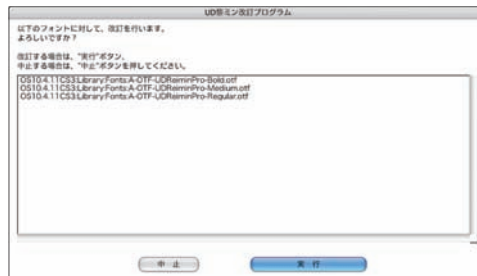 UD黎ミン改訂プログラム
以下のフォントに対して、改訂を行います。
よろしいですか？
改訂する場合は、"実行"ボタン、
中止する場合は、"中止"ボタンを押してください。
OS10.4.11CS3:Library:Fonts:A-OTF-UDReiminPro-Bold.otf
OS10.4.11CS3:Library:Fonts:A-OTF-UDReiminPro-Medium.otf
OS10.4.11CS3:Library:Fonts:A-OTF-UDReiminPro-Regular.otf
中 止
実 行